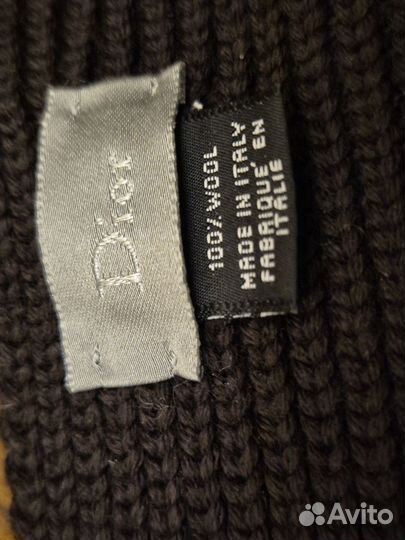 Dior
100% WOOL
MADE IN ITALY
FABRIQUE' EN
ITALIE
Avito